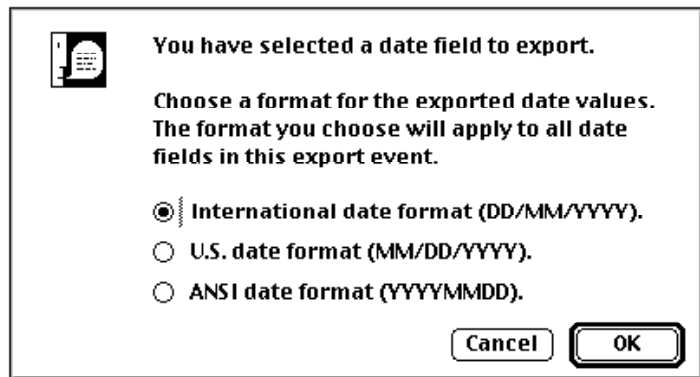 You have selected a date field to export.
Choose a format for the exported date values.
The format you choose will apply to all date
fields in this export event.
International date format (DD/MM/YYYY).
U.S. date format (MM/DD/YYYY).
ANSI date format (YYYYMMDD).
Cancel OK